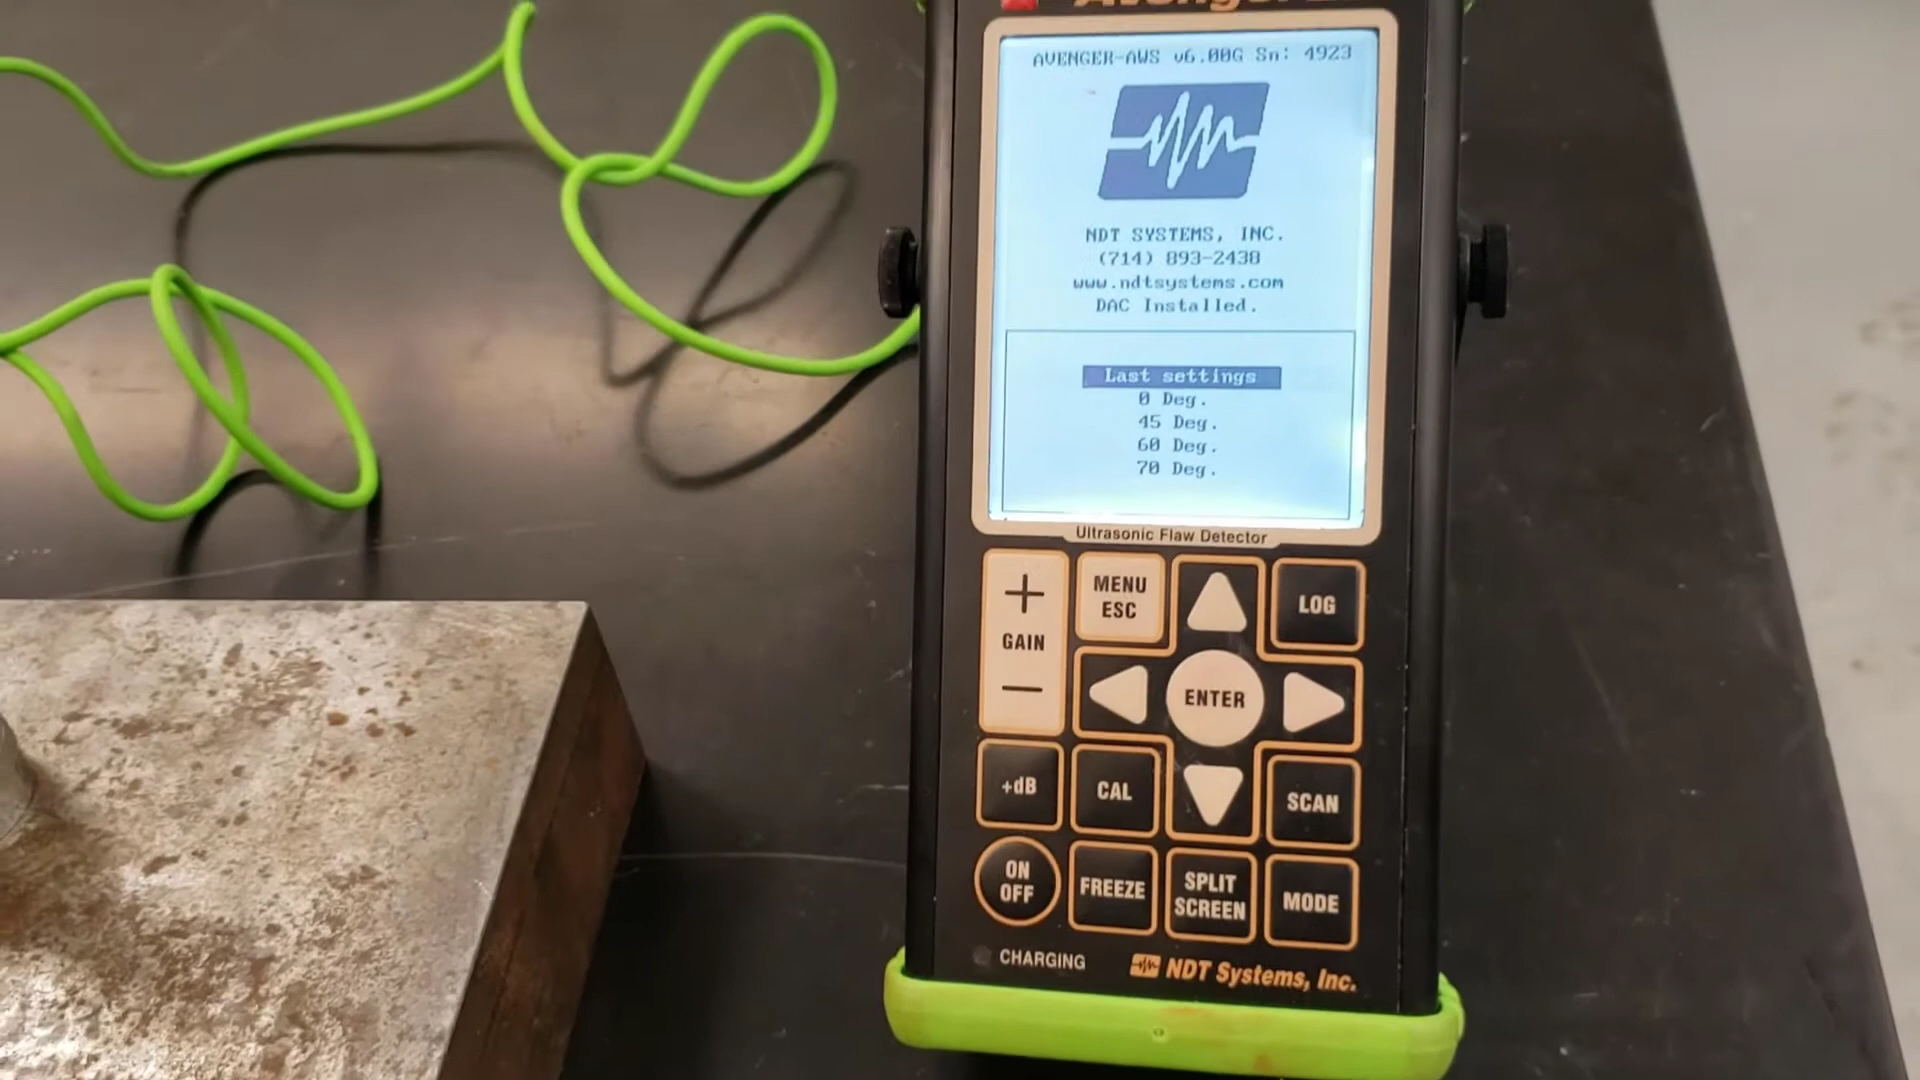 AVENGER-AWS v6.00G Sn: 4923
NDT SYSTEMS, INC.
(714) 893-2438
www.ndtsystems.com
DAC Installed.
Last settings
0 Deg.
45 Deg.
60 Deg.
70 Deg.
Ultrasonic Flaw Detector
+
GAIN
—
MENU
ESC
LOG
ENTER
+dB
CAL
SCAN
ON
OFF
FREEZE
SPLIT
SCREEN
MODE
CHARGING
NDT Systems, Inc.